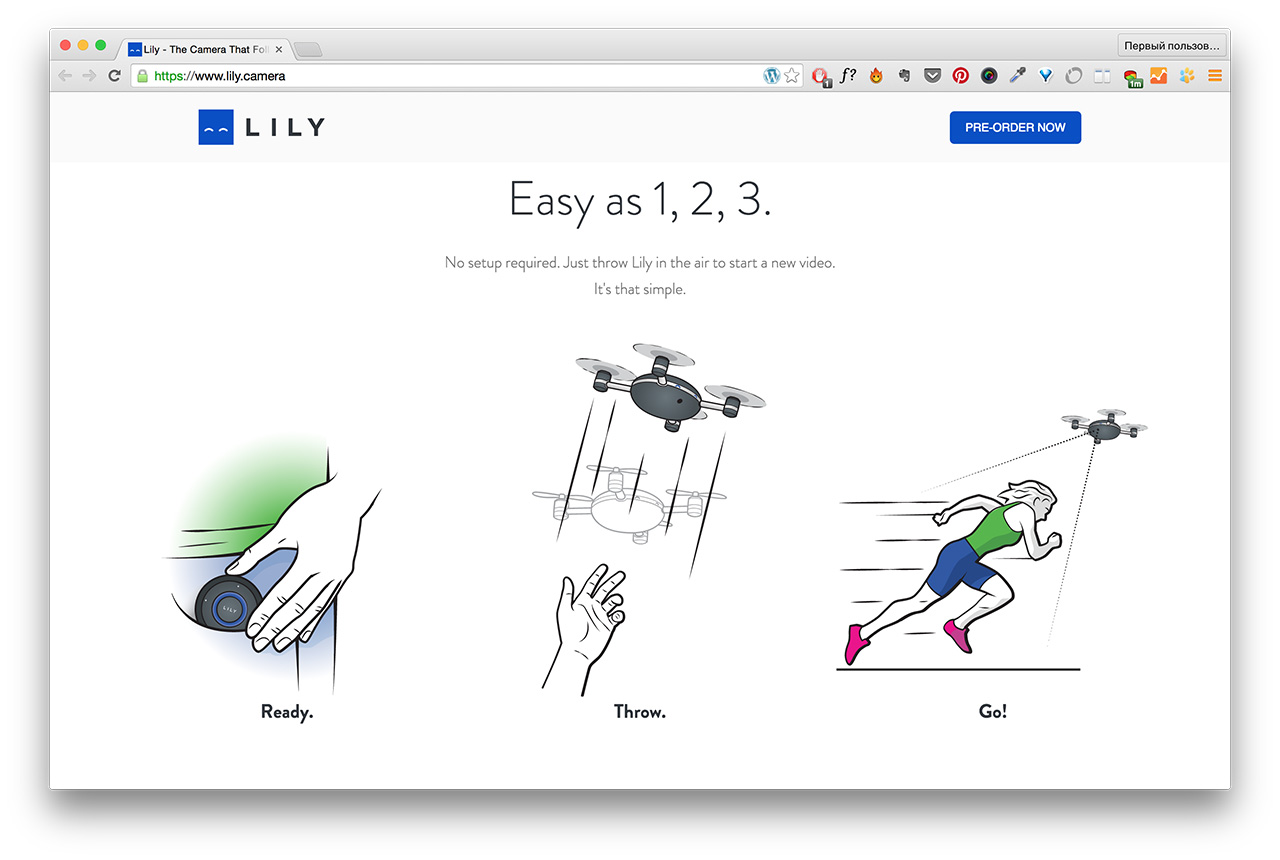 Lily - The Camera That Fol
Первый пользов...
https://www.lily.camera
f?
1
1m
LILY
PRE-ORDER NOW
Easy as 1, 2, 3.
No setup required. Just throw Lily in the air to start a new video.
It's that simple.
LILY
Ready.
Throw.
Go!